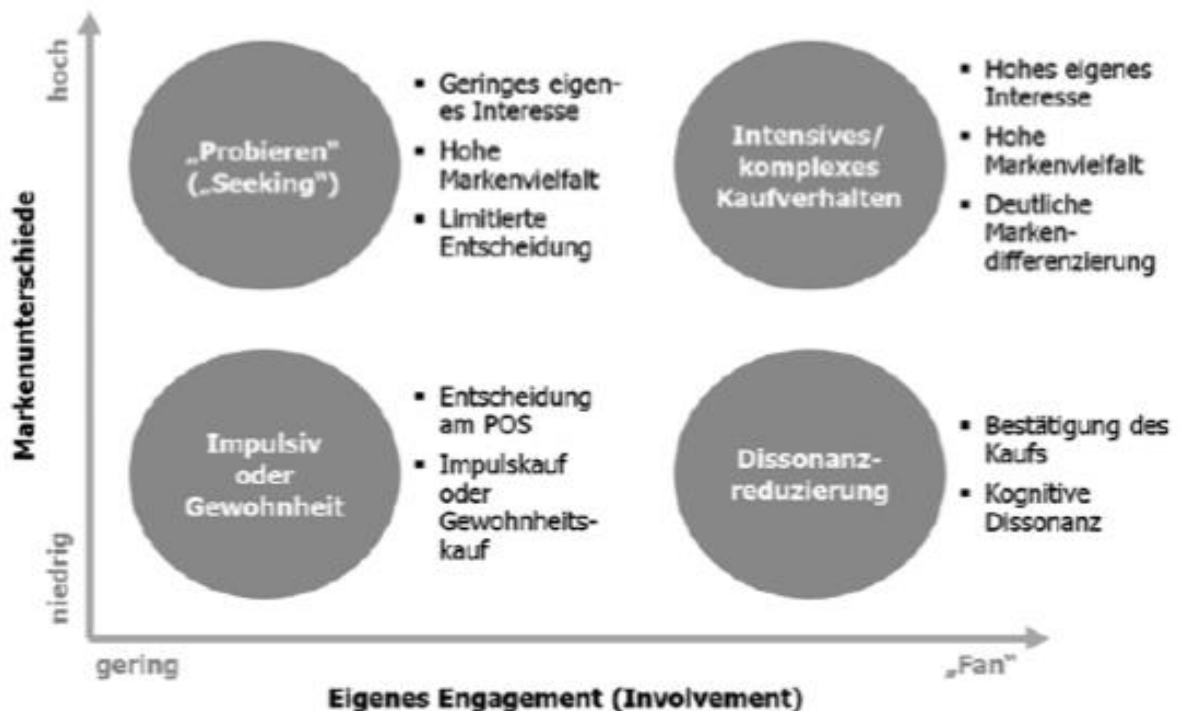 hoch
„Probieren"
(„Seeking")
▪ Geringes eigen-
es Interesse
▪ Hohe
Markenvielfalt
▪ Limitierte
Entscheidung
Intensives/
komplexes
Kaufverhalten
▪ Hohes eigenes
Interesse
▪ Hohe
Markenvielfalt
▪ Deutliche
Marken-
differenzierung
Markenunterschiede
Impulsiv
oder
Gewohnheit
▪ Entscheidung
am POS
▪ Impulskauf
oder
Gewohnheits-
kauf
Dissonanz-
reduzierung
▪ Bestätigung des
Kaufs
▪ Kognitive
Dissonanz
niedrig
gering
„Fan"
Eigenes Engagement (Involvement)